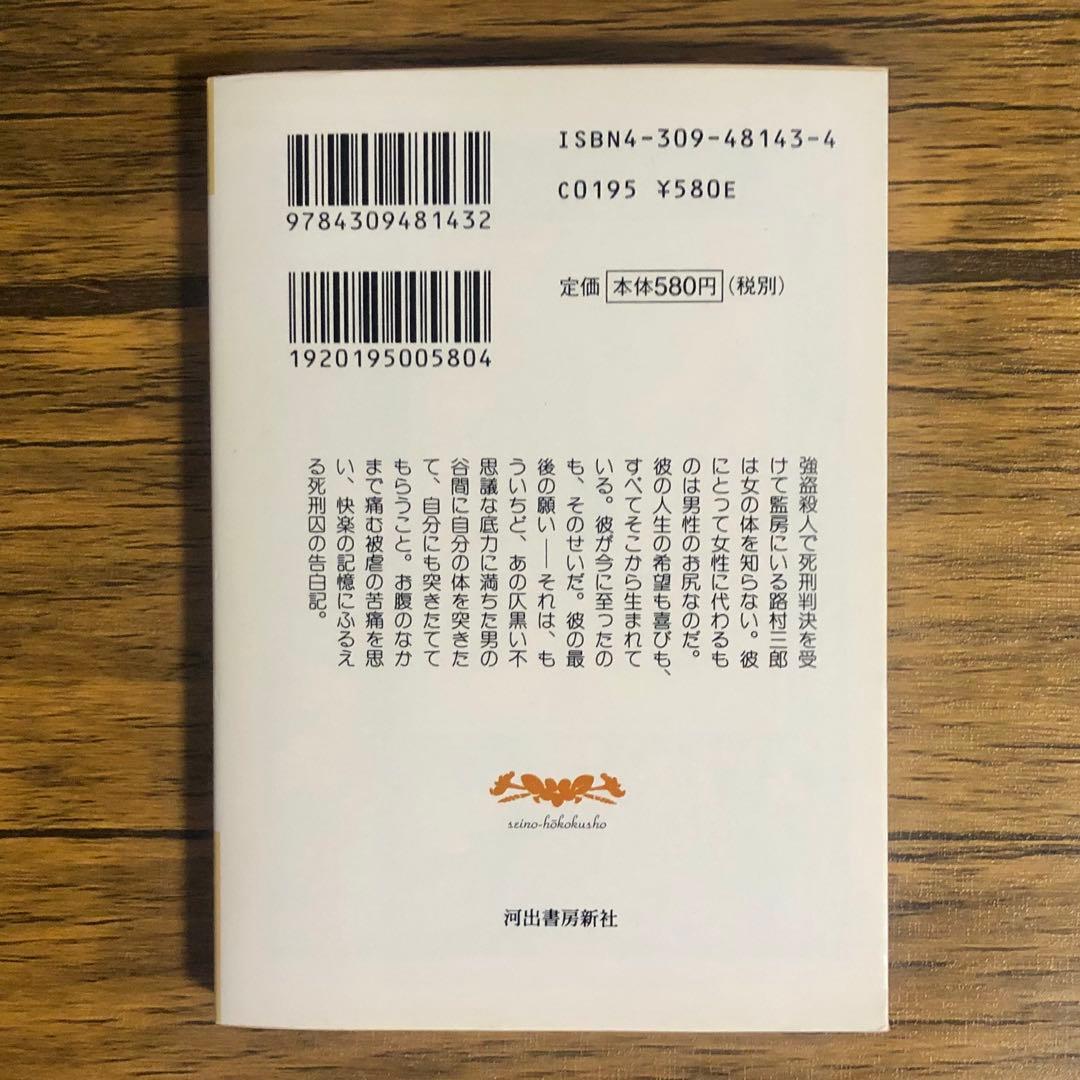 ISBN4-309-48143-4
C0195 ¥580E
9784309481432
定価 本体580円(税別)
1920195005804
強盗殺人で死刑判決を受
けて監房にいる路村三郎
は女の体を知らない。彼
にとって女性に代わるも
のは男性のお尻なのだ。
彼の人生の希望も喜びも、
すべてそこから生まれて
いる。彼が今に至ったの
も、そのせいだ。彼の最
後の願い──それは、も
ういちど、あの仄黒い不
思議な底力に満ちた男の
谷間に自分の体を突きた
て、自分にも突きたてて
もらうこと。お腹のなか
まで痛む被虐の苦痛を思
い、快楽の記憶にふるえ
る死刑囚の告白記。
seino-hōkokusho
河出書房新社